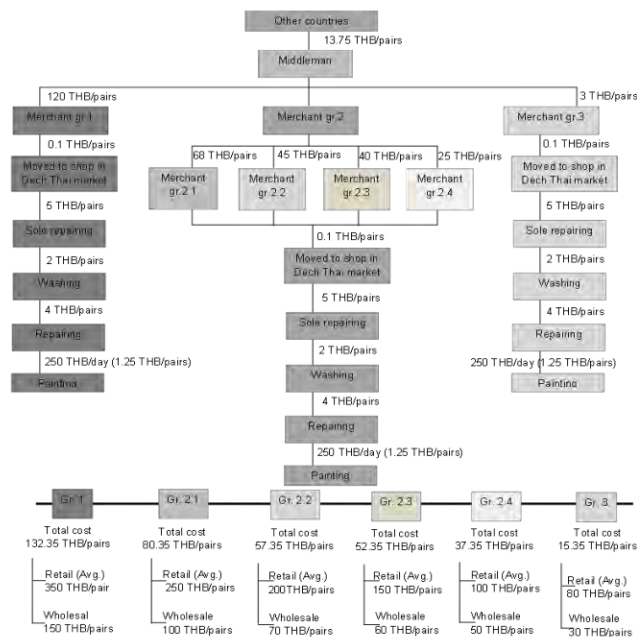 Other countries
13.75 THB/pairs
Middleman
120 THB/pairs
3 THB/pairs
Merchant gr.1
Merchant gr.2
Merchant gr.3
0.1 THB/pairs
68 THB/pairs
45 THB/pairs
40 THB/pairs
25 THB/pairs
0.1 THB/pairs
Moved to shop in
Dech Thai market
Merchant
gr.2.1
Merchant
gr.2.2
Merchant
gr.2.3
Merchant
gr.2.4
Moved to shop in
Dech Thai market
5 THB/pairs
5 THB/pairs
Sole repairing
0.1 THB/pairs
Sole repairing
2 THB/pairs
Moved to shop in
Dech Thai market
2 THB/pairs
Washing
5 THB/pairs
Washing
4 THB/pairs
Sole repairing
4 THB/pairs
Repairing
2 THB/pairs
Repairing
250 THB/day (1.25 THB/pairs)
Washing
250 THB/day (1.25 THB/pairs)
Painting
4 THB/pairs
Painting
Repairing
250 THB/day (1.25 THB/pairs)
Painting
Gr. 1
Gr. 2.1
Gr. 2.2
Gr. 2.3
Gr. 2.4
Gr. 3
Total cost
132.35 THB/pairs
Total cost
80.35 THB/pairs
Total cost
57.35 THB/pairs
Total cost
52.35 THB/pairs
Total cost
37.35 THB/pairs
Total cost
15.35 THB/pairs
Retail (Avg.)
350 THB/pair
Retail (Avg.)
250 THB/pairs
Retail (Avg.)
200THB/pairs
Retail (Avg.)
150 THB/pairs
Retail (Avg.)
100 THB/pairs
Retail (Avg.)
80 THB/pairs
Wholesal
150 THB/pairs
Wholesale
100 THB/pairs
Wholesale
70 THB/pairs
Wholesale
60 THB/pairs
Wholesale
50 THB/pairs
Wholesale
30 THB/pairs